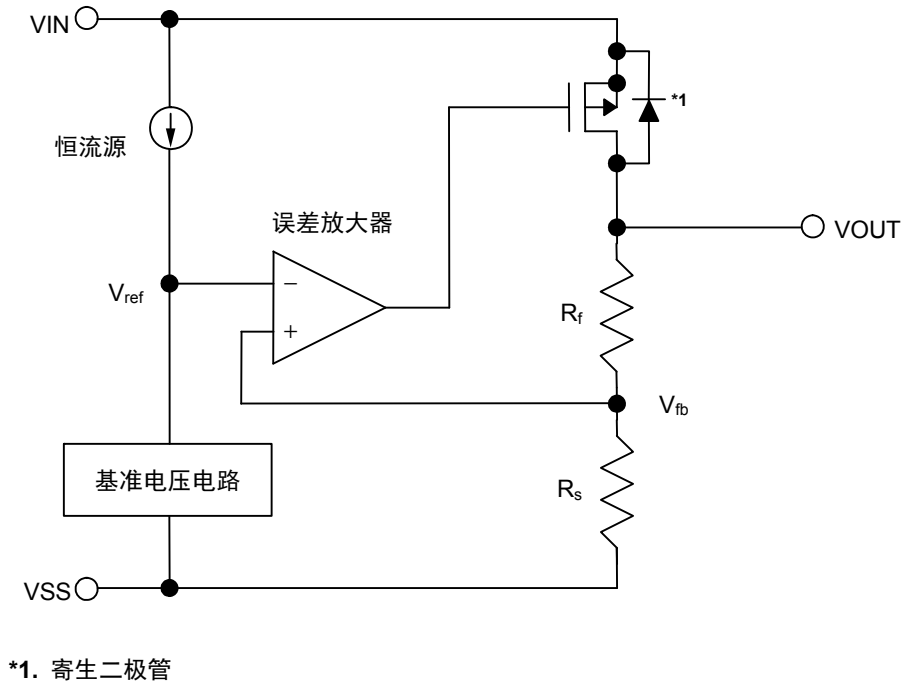 VIN
*1
恒流源
误差放大器
VOUT
Vref
−
+
Rf
Vfb
基准电压电路
Rs
VSS
*1. 寄生二极管